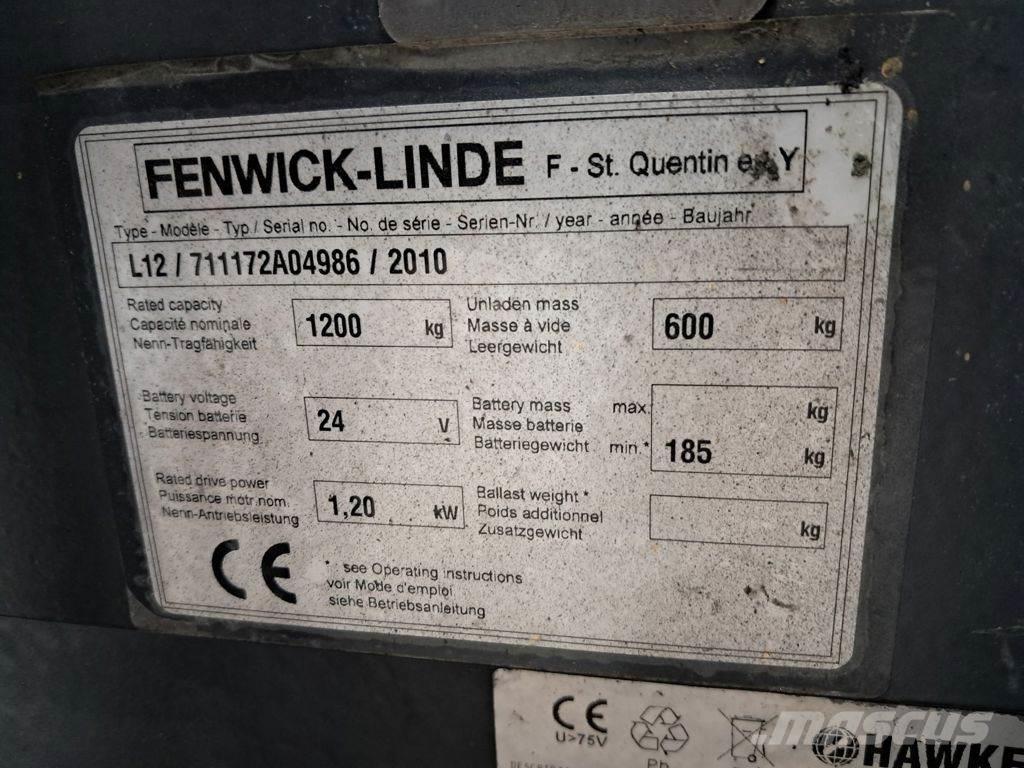 FENWICK-LINDE F - St. Quentin e Y
Type - Modèle - Typ / Serial no. - No. de série - Serien-Nr. / year - année - Baujahr
L12 / 711172A04986 / 2010
Rated capacity
Capacité nominale
Nenn-Tragfähigkeit
1200 kg
Unladen mass
Masse à vide
Leergewicht
600 kg
Battery voltage
Tension batterie
Batteriespannung
24 V
Battery mass max.
Masse batterie
Batteriegewicht min.*
kg
185 kg
Rated drive power
Puissance motr.nom.
Nenn-Antriebsleistung
1,20 kW
Ballast weight *
Poids additionnel
Zusatzgewicht
kg
CE
* see Operating instructions
voir Mode d'emploi
siehe Betriebsanleitung
CE
U>75V
Pb
HAWKE
mascus